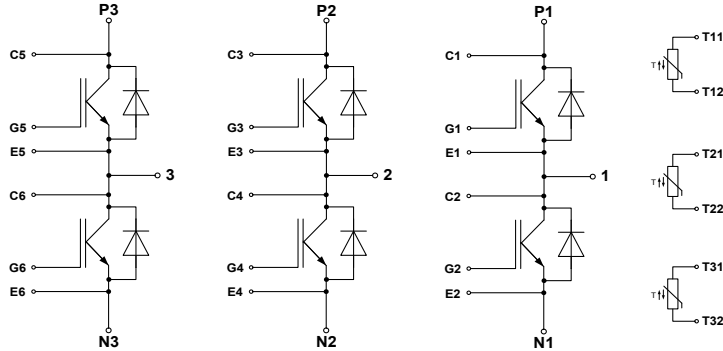 P3 P2 P1
C5 C3 C1 T11
T↑↓
G5 G3 G1 T12
E5 E3 E1 T21
3 2 1 T↑↓
C6 C4 C2 T22
G6 G4 G2 T31
E6 E4 E2 T↑↓
T32
N3 N2 N1